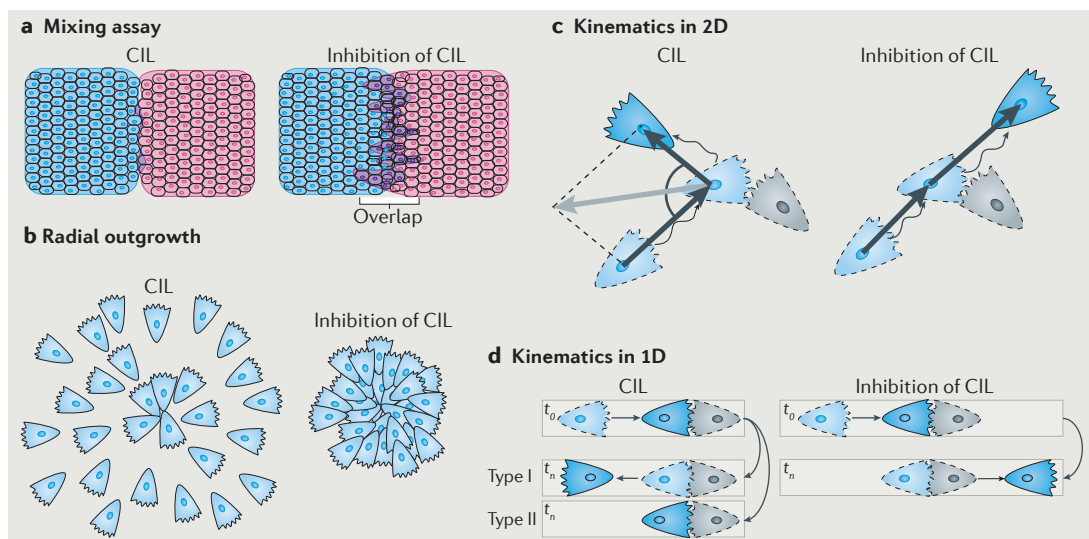 a Mixing assay
CIL
Inhibition of CIL
Overlap
b Radial outgrowth
CIL
Inhibition of CIL
c Kinematics in 2D
CIL
Inhibition of CIL
d Kinematics in 1D
CIL
Inhibition of CIL
t0
t0
Type I
tn
tn
Type II
tn